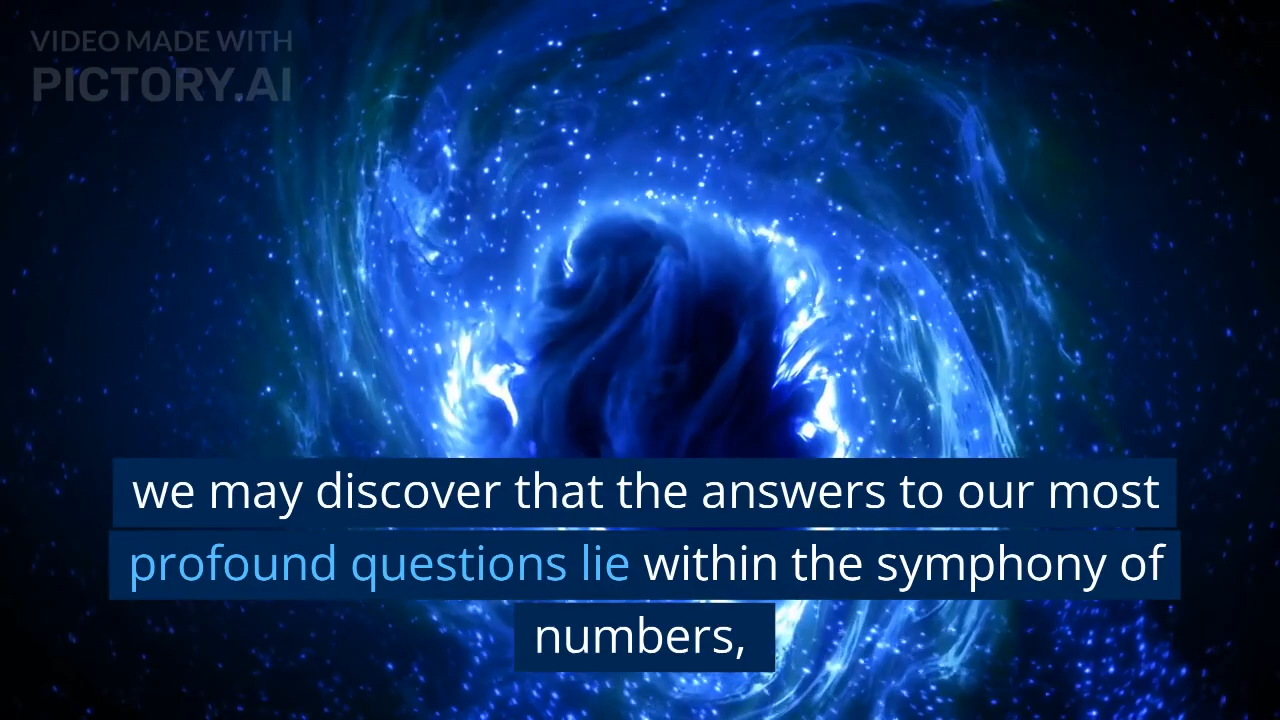 VIDEO MADE WITH
PICTORY.AI
we may discover that the answers to our most
profound questions lie within the symphony of
numbers,